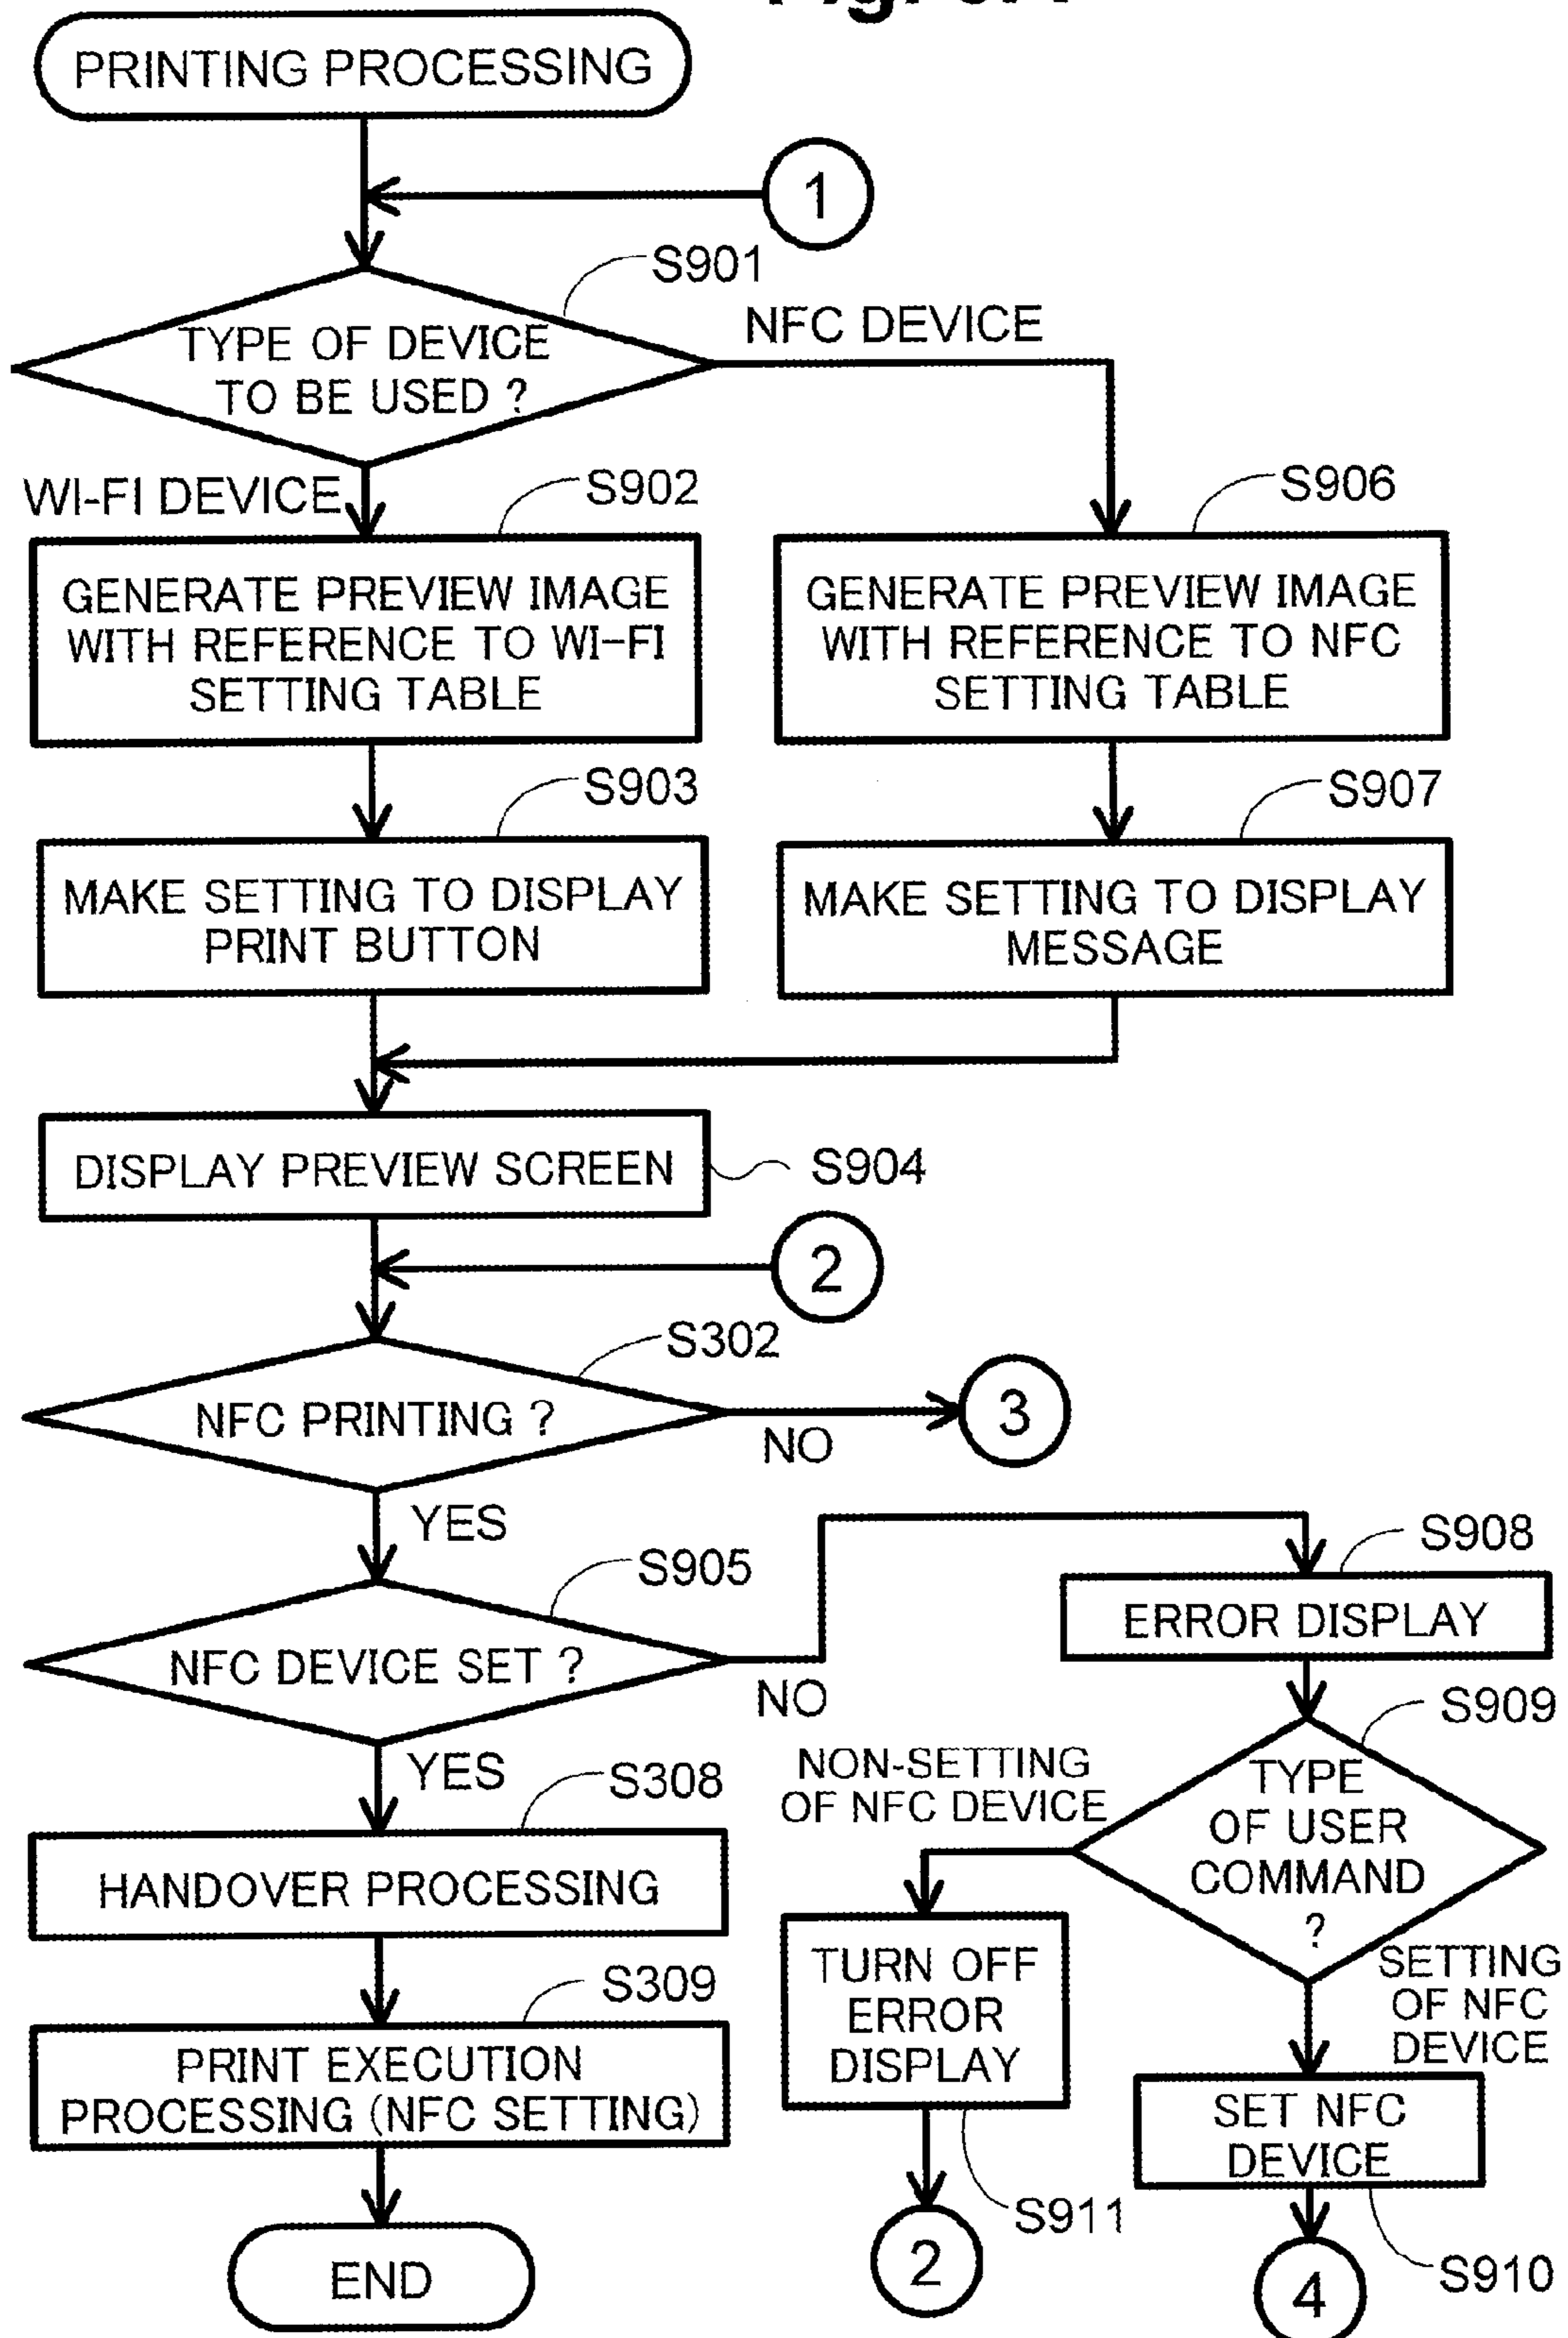 PRINTING PROCESSING
1
S901
TYPE OF DEVICE
TO BE USED ?
NFC DEVICE
WI-FI DEVICE
S902
GENERATE PREVIEW IMAGE
WITH REFERENCE TO WI-FI
SETTING TABLE
S906
GENERATE PREVIEW IMAGE
WITH REFERENCE TO NFC
SETTING TABLE
S903
MAKE SETTING TO DISPLAY
PRINT BUTTON
S907
MAKE SETTING TO DISPLAY
MESSAGE
DISPLAY PREVIEW SCREEN
S904
2
S302
NFC PRINTING ?
NO
3
YES
S905
NFC DEVICE SET ?
NO
S908
ERROR DISPLAY
S909
TYPE
OF USER
COMMAND
?
NON-SETTING
OF NFC DEVICE
SETTING
OF NFC
DEVICE
YES
S308
HANDOVER PROCESSING
S309
PRINT EXECUTION
PROCESSING (NFC SETTING)
END
TURN OFF
ERROR
DISPLAY
S911
2
SET NFC
DEVICE
S910
4